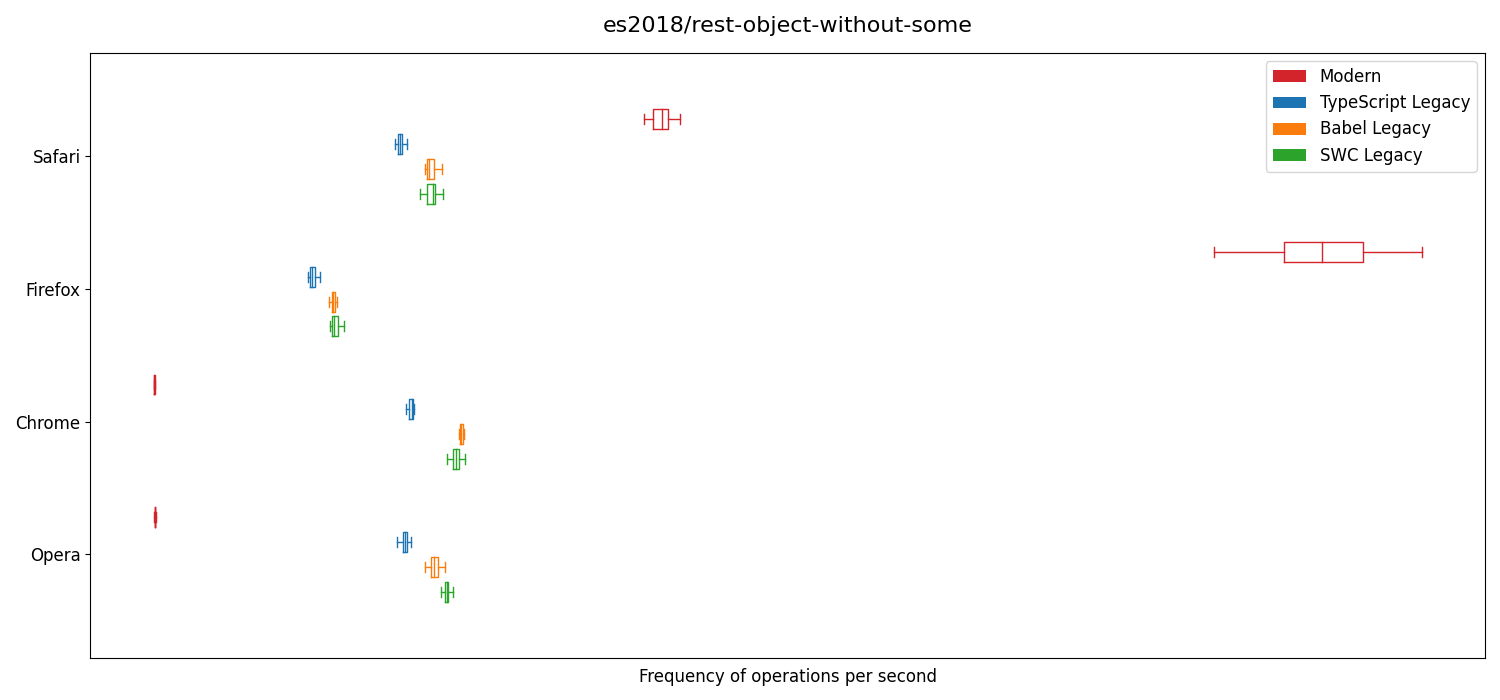 es2018/rest-object-without-some
Modern
TypeScript Legacy
Babel Legacy
SWC Legacy
Safari
Firefox
Chrome
Opera
Frequency of operations per second